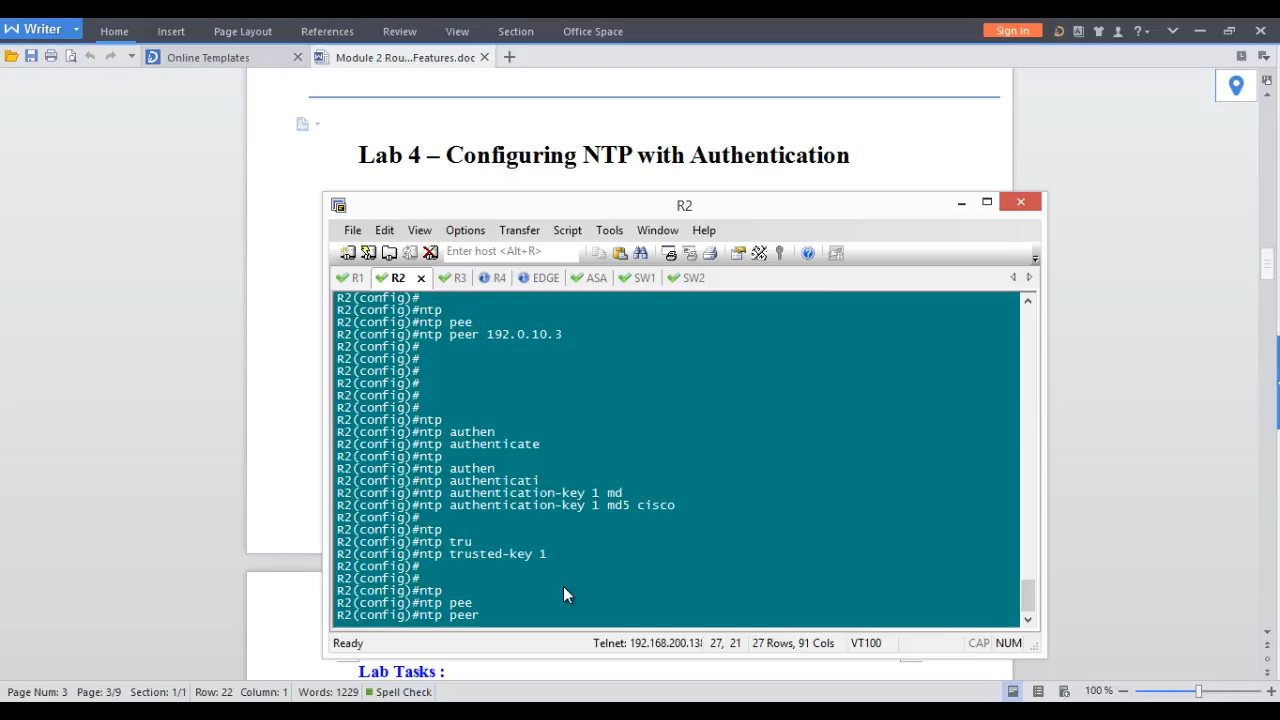 Writer
Home
Insert
Page Layout
References
Review
View
Section
Office Space
Sign in
Online Templates
Module 2 Rou...Features.doc
Lab 4 – Configuring NTP with Authentication
R2
File Edit View Options Transfer Script Tools Window Help
Enter host <Alt+R>
R1 R2 R3 R4 EDGE ASA SW1 SW2
R2(config)#
R2(config)#ntp
R2(config)#ntp pee
R2(config)#ntp peer 192.0.10.3
R2(config)#
R2(config)#
R2(config)#
R2(config)#
R2(config)#
R2(config)#
R2(config)#ntp
R2(config)#ntp authen
R2(config)#ntp authenticate
R2(config)#ntp
R2(config)#ntp authen
R2(config)#ntp authenticati
R2(config)#ntp authentication-key 1 md
R2(config)#ntp authentication-key 1 md5 cisco
R2(config)#
R2(config)#ntp
R2(config)#ntp tru
R2(config)#ntp trusted-key 1
R2(config)#
R2(config)#
R2(config)#ntp
R2(config)#ntp pee
R2(config)#ntp peer
Ready
Telnet: 192.168.200.13
27, 21
27 Rows, 91 Cols
VT100
CAP NUM
Lab Tasks :
Page Num: 3 Page: 3/9 Section: 1/1 Row: 22 Column: 1 Words: 1229 Spell Check
100 %